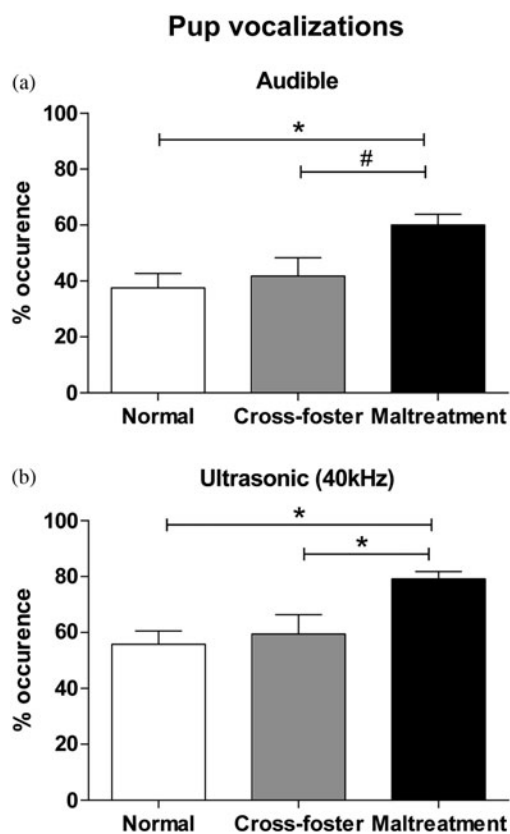 Pup vocalizations
(a)
Audible
% occurence
100
80
60
40
20
0
*
#
Normal Cross-foster Maltreatment
(b)
Ultrasonic (40kHz)
% occurence
100
80
60
40
20
0
*
*
Normal Cross-foster Maltreatment